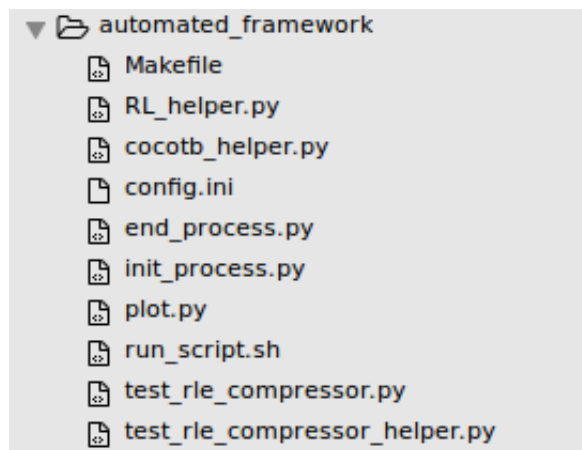 automated_framework
Makefile
RL_helper.py
cocotb_helper.py
config.ini
end_process.py
init_process.py
plot.py
run_script.sh
test_rle_compressor.py
test_rle_compressor_helper.py